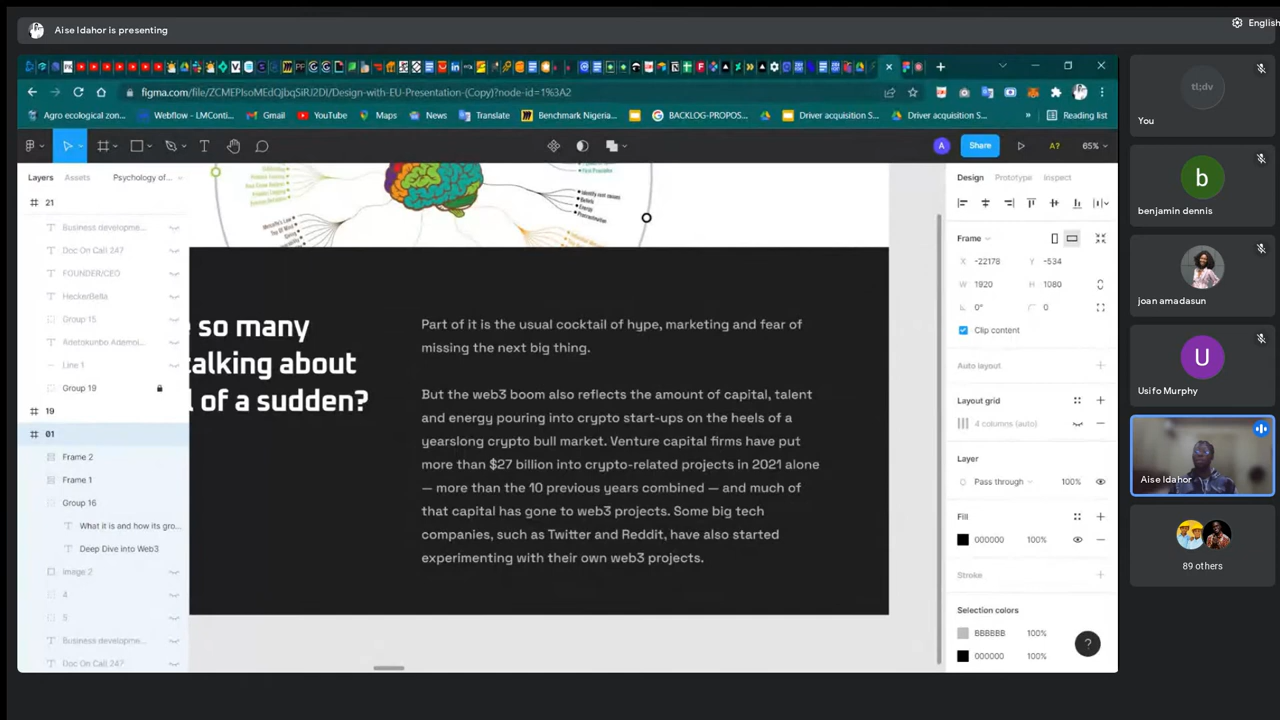 Aise Idahor is presenting
English
figma.com/file/ZCMEPIsoMEdQjbqSiRJ2DI/Design-with-EU-Presentation-(Copy)?node-id=1%3A2
Agro ecological zon...
Webflow - LMConti...
Gmail
YouTube
Maps
News
Translate
Benchmark Nigeria...
BACKLOG-PROPOS...
Driver acquisition S...
Driver acquisition S...
»
Reading list
A
Share
A?
65%
Layers
Assets
Psychology of...
21
Business developme...
Doc On Call 247
FOUNDER/CEO
HeckerBella
Group 15
Line 1
Group 19
19
01
Frame 2
Frame 1
Group 16
What it is and how its gro...
Deep Dive into Web3
image 2
4
5
Business developme...
Doc On Call 247
Identify root causes
Beliefs
Energy
Procrastination
so many
talking about
l of a sudden?
Part of it is the usual cocktail of hype, marketing and fear of
missing the next big thing.
But the web3 boom also reflects the amount of capital, talent
and energy pouring into crypto start-ups on the heels of a
yearslong crypto bull market. Venture capital firms have put
more than $27 billion into crypto-related projects in 2021 alone
— more than the 10 previous years combined — and much of
that capital has gone to web3 projects. Some big tech
companies, such as Twitter and Reddit, have also started
experimenting with their own web3 projects.
Design
Prototype
Inspect
Frame
X -22178 Y -534
W 1920 H 1080
0° 0
Clip content
Auto layout
Layout grid
4 columns (auto)
Layer
Pass through 100%
Fill
000000 100%
Stroke
Selection colors
BBBBBB 100%
000000 100%
?
tl;dv
You
b
benjamin dennis
joan amadasun
U
Usifo Murphy
Aise Idahor
89 others